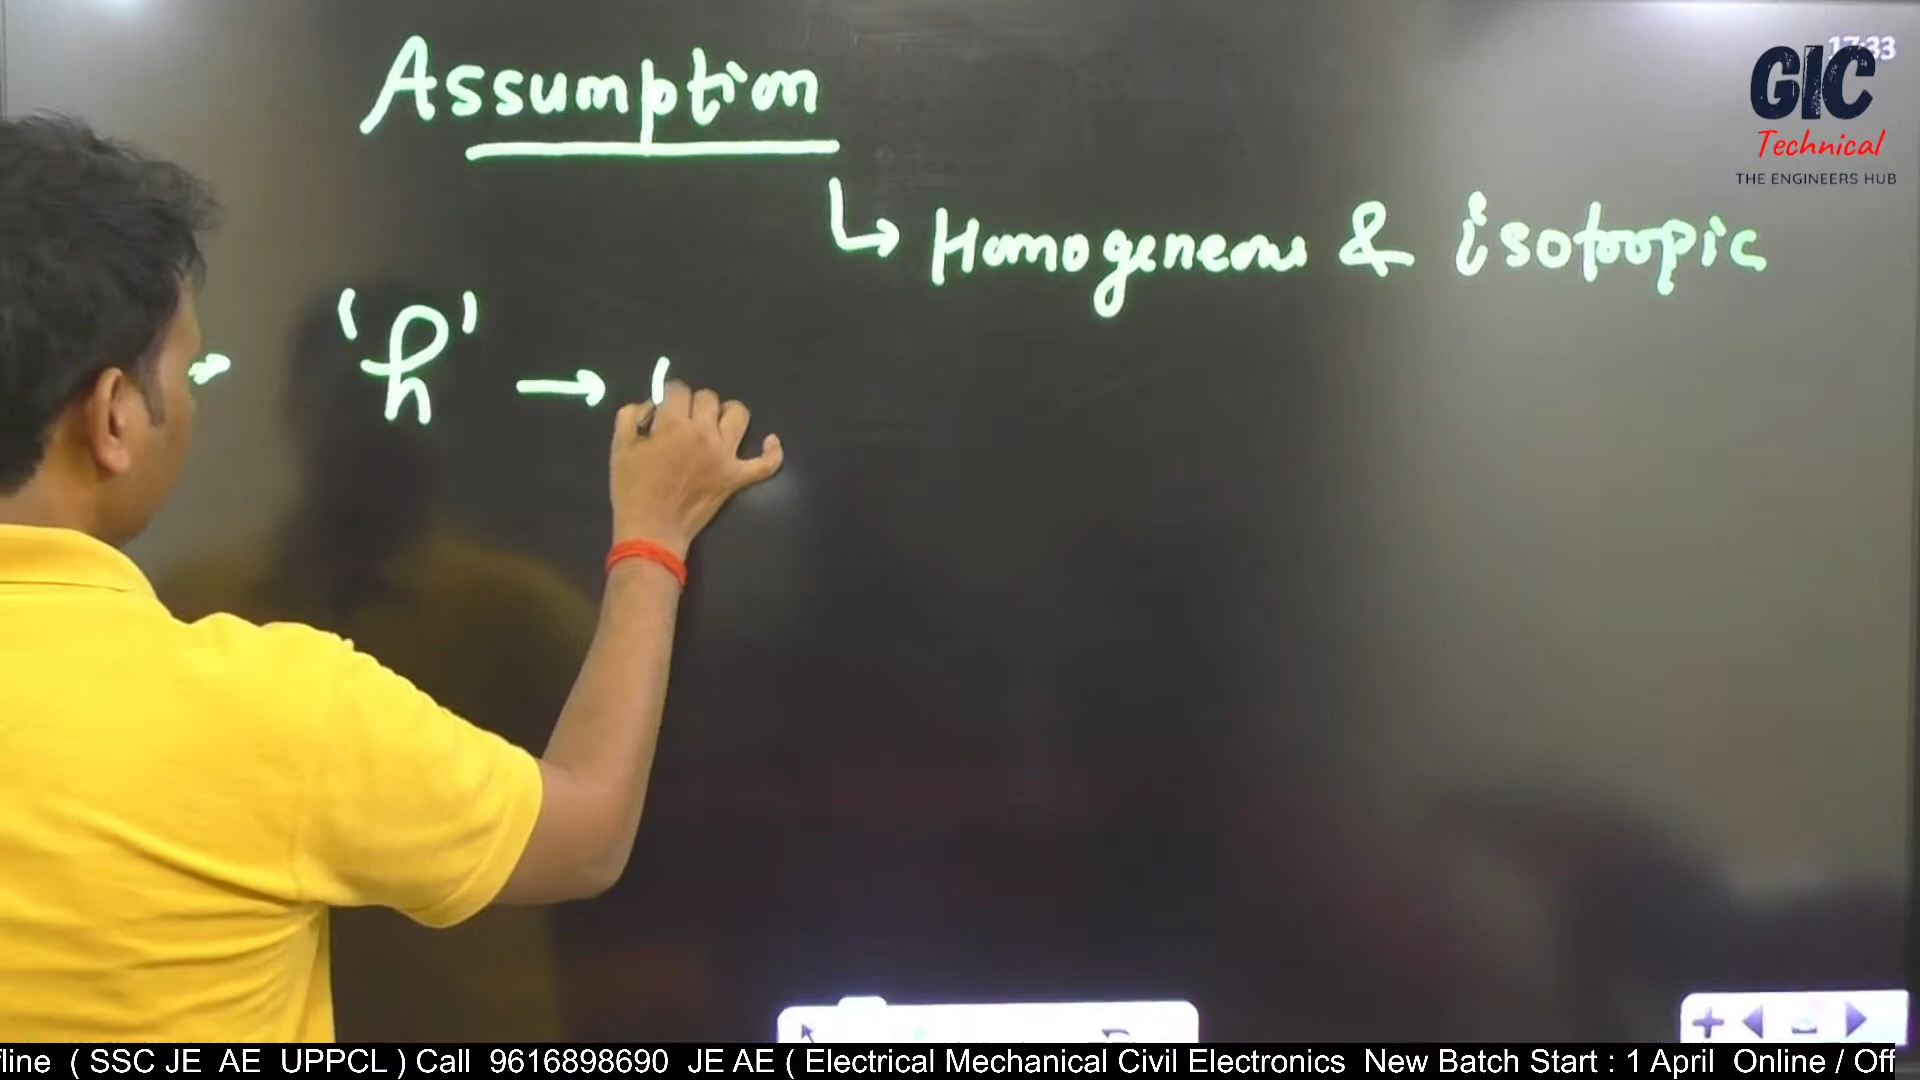 Assumption
17:33
GIC
Technical
THE ENGINEERS HUB
↳ Homogeneous & isotropic
'h' →
fline ( SSC JE AE UPPCL ) Call 9616898690 JE AE ( Electrical Mechanical Civil Electronics New Batch Start : 1 April Online / Off